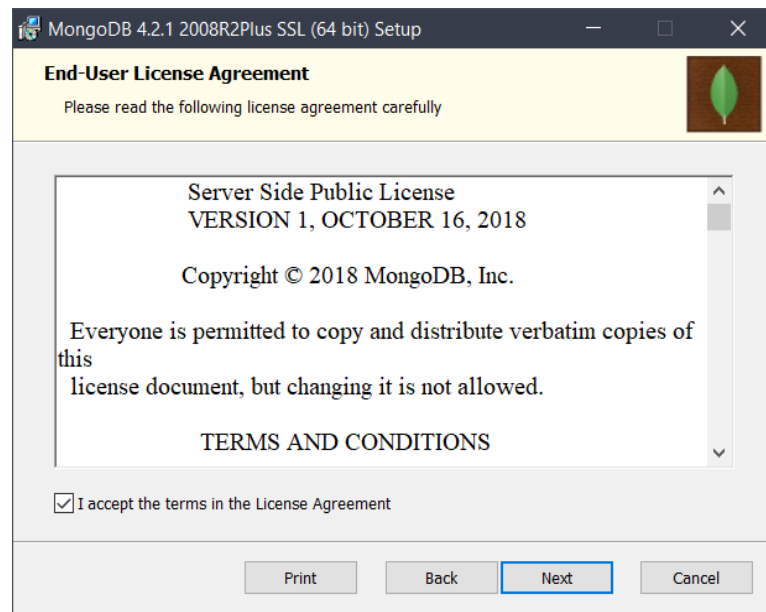 MongoDB 4.2.1 2008R2Plus SSL (64 bit) Setup
End-User License Agreement
Please read the following license agreement carefully
Server Side Public License
VERSION 1, OCTOBER 16, 2018
Copyright © 2018 MongoDB, Inc.
Everyone is permitted to copy and distribute verbatim copies of
this
license document, but changing it is not allowed.
TERMS AND CONDITIONS
I accept the terms in the License Agreement
Print Back Next Cancel